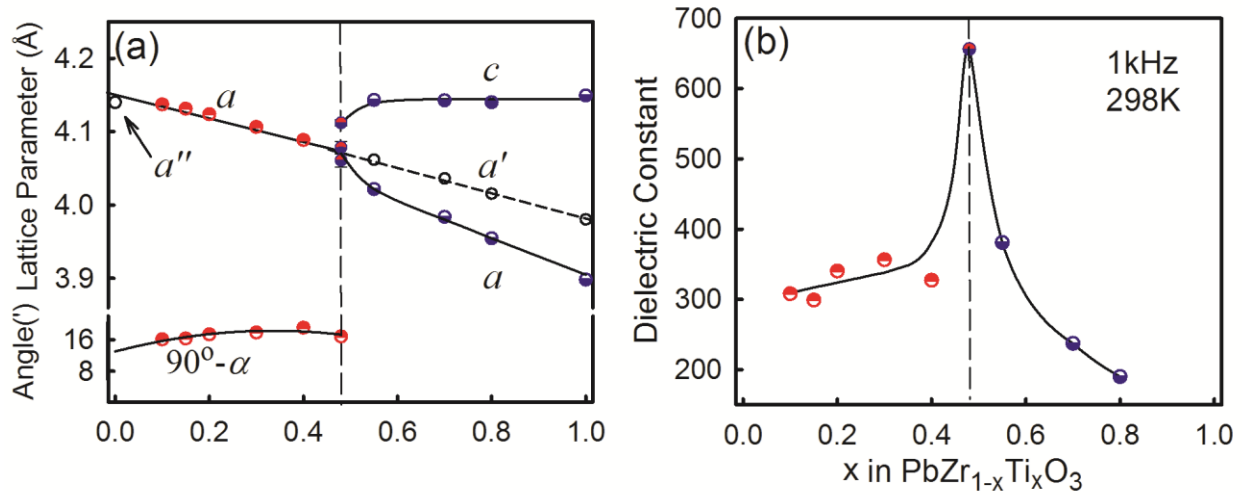 (a)
Lattice Parameter (Å)
Angle(')
4.2
4.1
4.0
3.9
16
8
a
a''
c
a'
a
90°-α
0.0 0.2 0.4 0.6 0.8 1.0
(b)
1kHz
298K
Dielectric Constant
700
600
500
400
300
200
0.0 0.2 0.4 0.6 0.8 1.0
x in PbZr₁₋ₓTiₓO₃